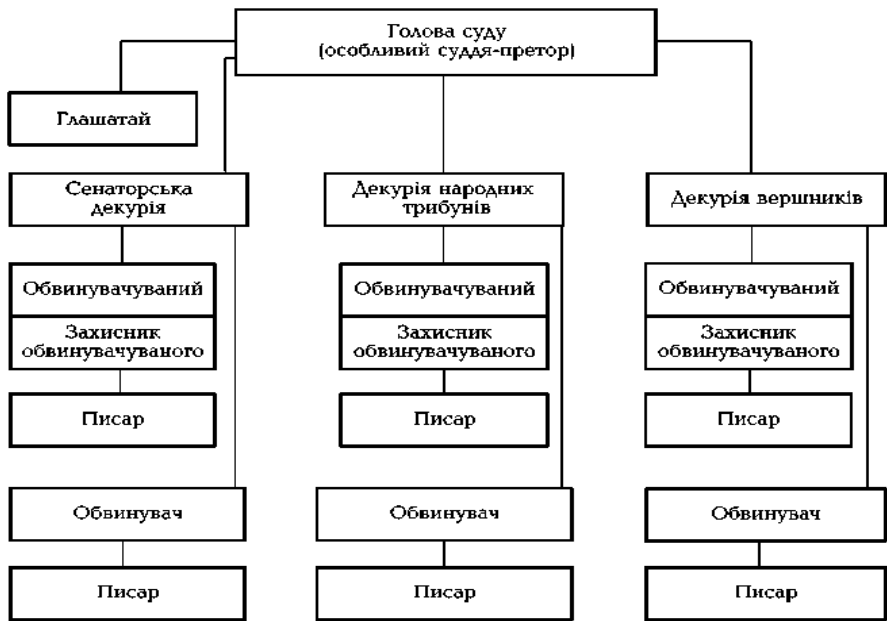 Голова суду
(особливий суддя-претор)
Глашатай
Сенаторська
декурія
Декурія народних
трибунів
Декурія вершників
Обвинувачуваний
Обвинувачуваний
Обвинувачуваний
Захисник
обвинувачуваного
Захисник
обвинувачуваного
Захисник
обвинувачуваного
Писар
Писар
Писар
Обвинувач
Обвинувач
Обвинувач
Писар
Писар
Писар